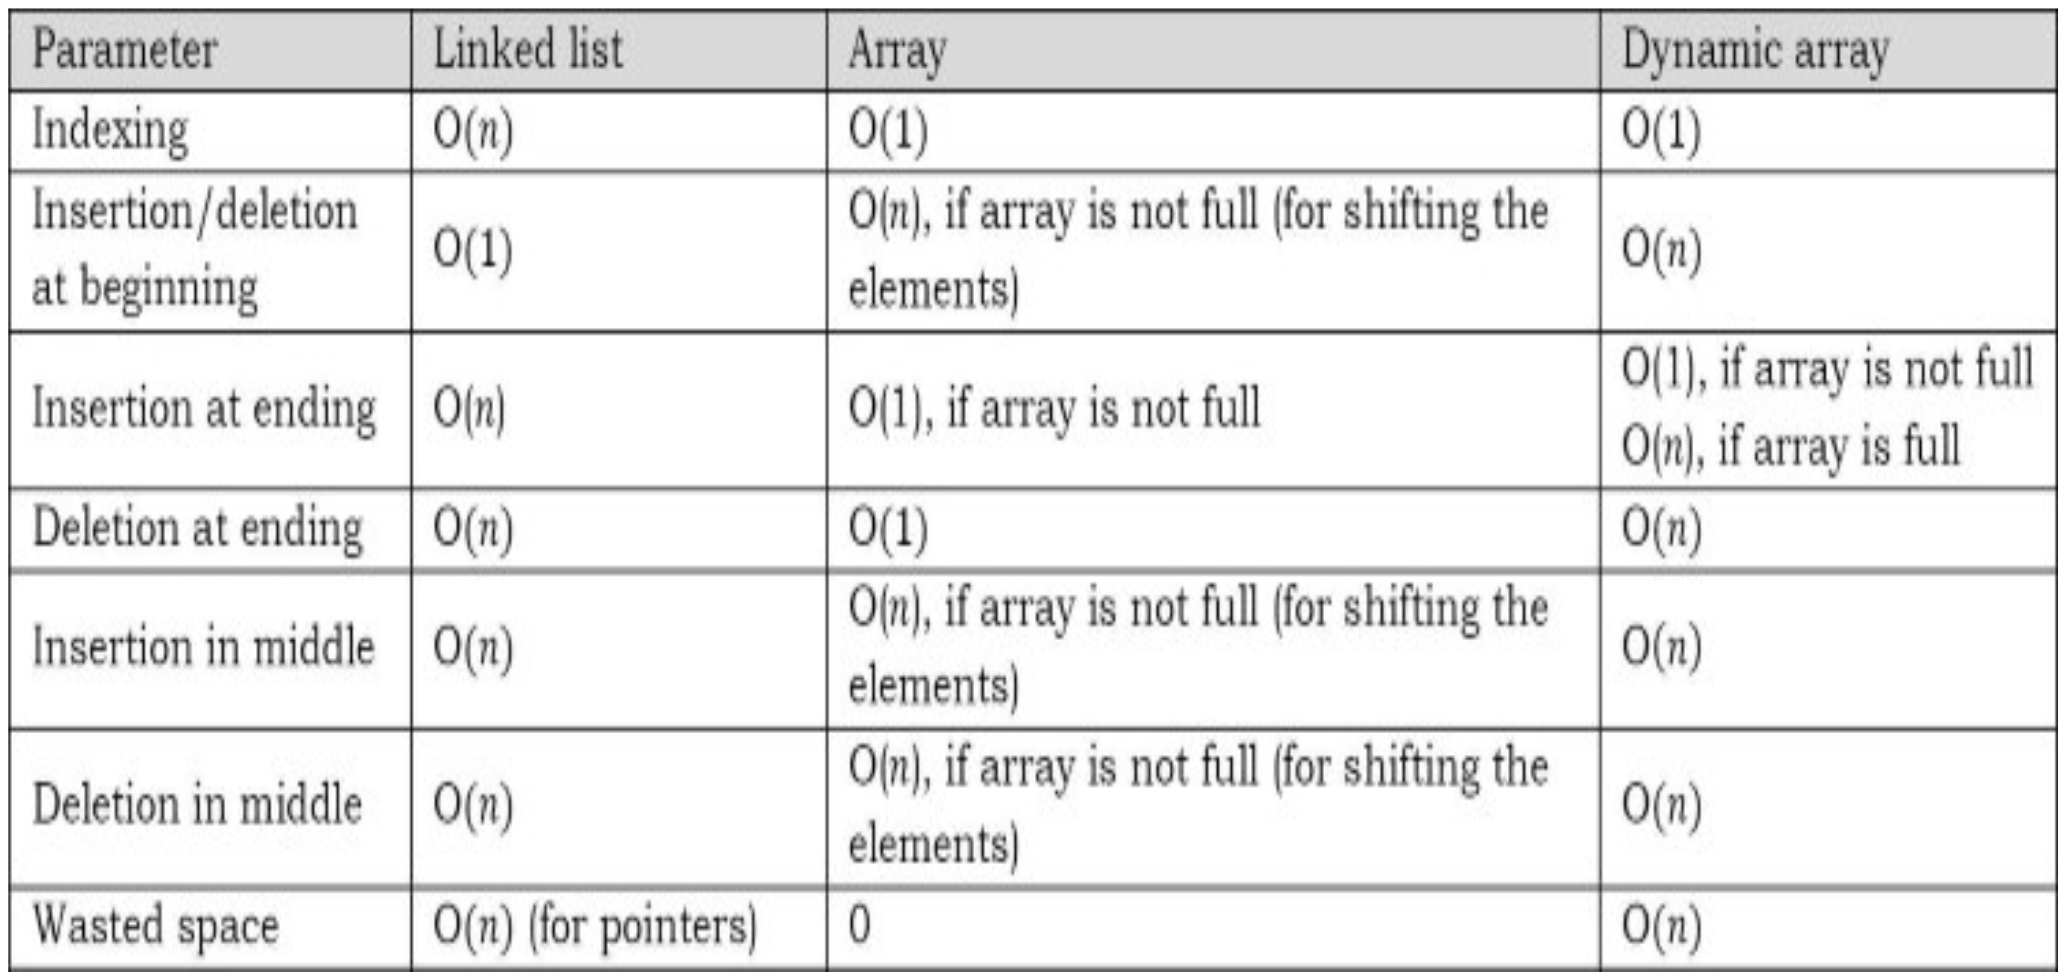 Parameter Linked list Array Dynamic array
Indexing O(n) O(1) O(1)
Insertion/deletion
at beginning
O(1)
O(n), if array is not full (for shifting the
elements)
O(n)
Insertion at ending O(n) O(1), if array is not full
O(1), if array is not full
O(n), if array is full
Deletion at ending O(n) O(1) O(n)
Insertion in middle O(n)
O(n), if array is not full (for shifting the
elements)
O(n)
Deletion in middle O(n)
O(n), if array is not full (for shifting the
elements)
O(n)
Wasted space O(n) (for pointers) 0 O(n)